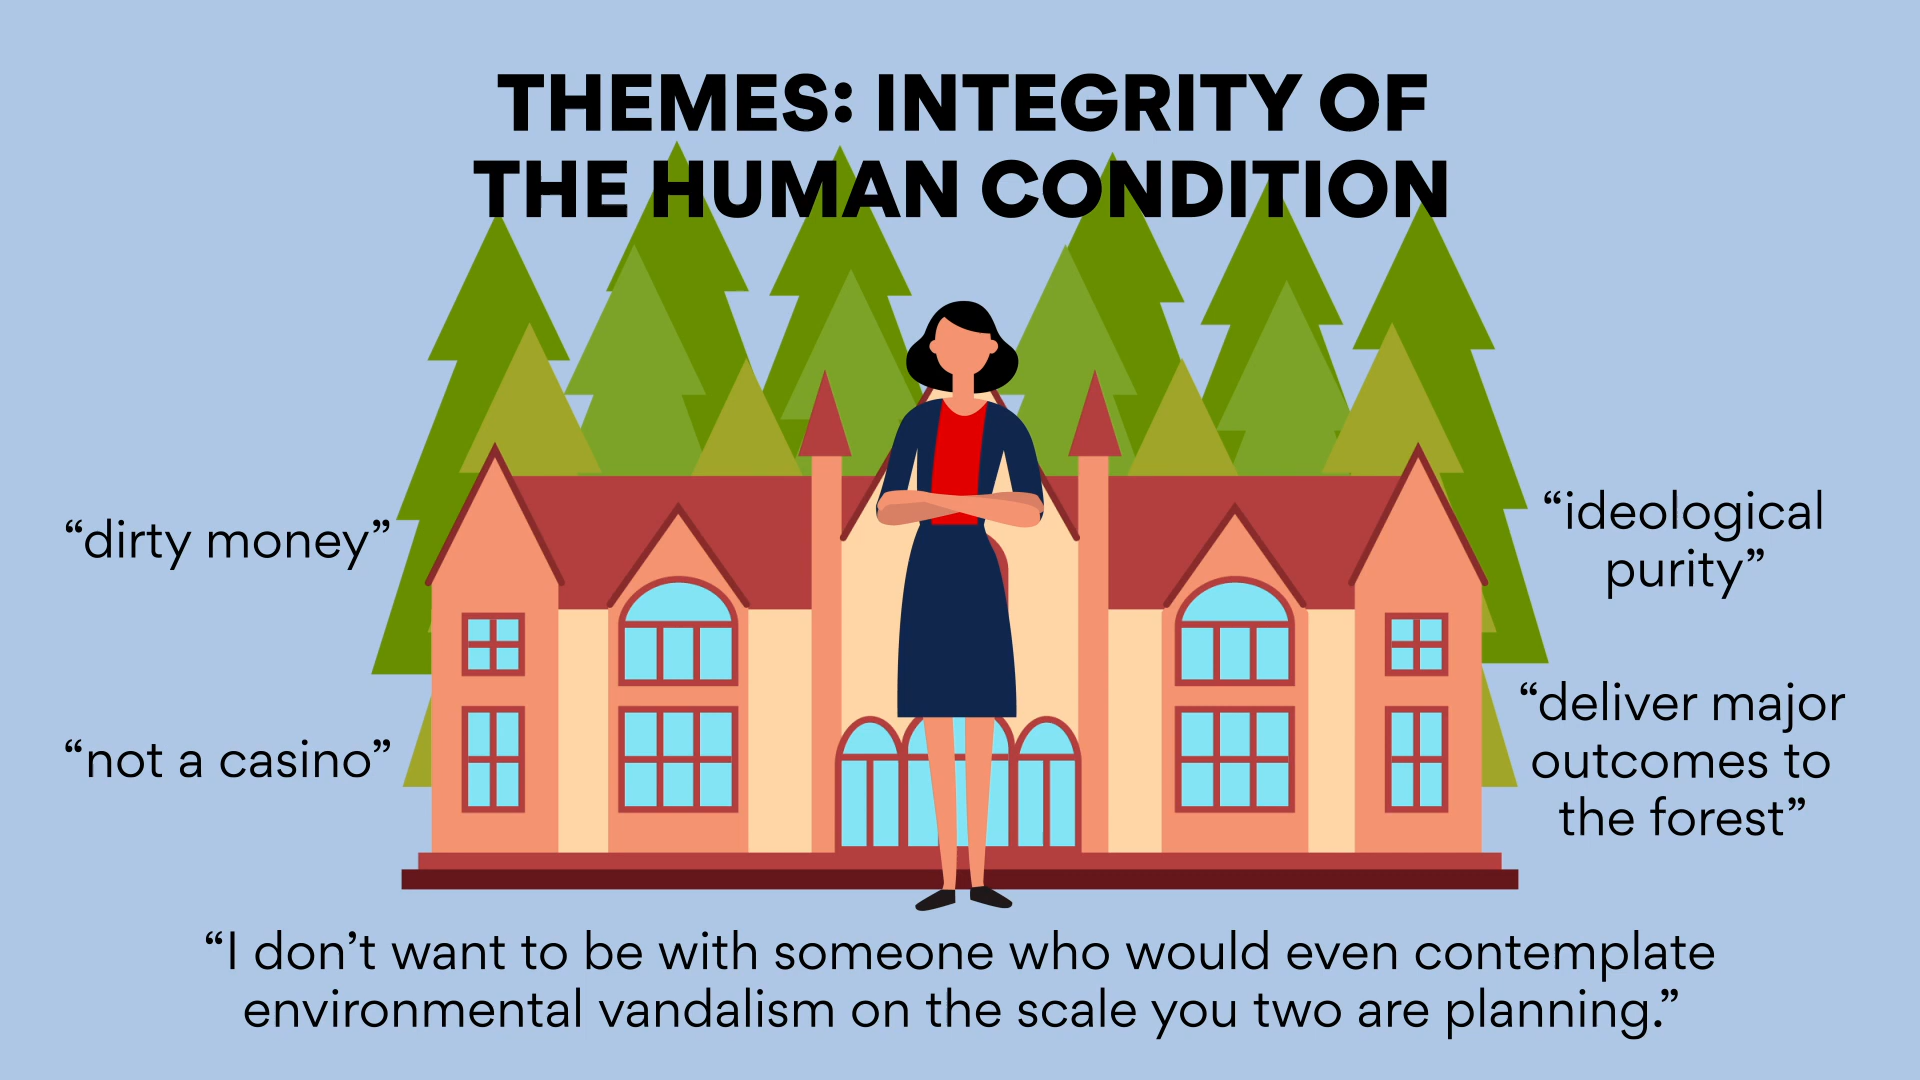 THEMES: INTEGRITY OF
THE HUMAN CONDITION
“dirty money”
“not a casino”
“ideological
purity”
“deliver major
outcomes to
the forest”
“I don’t want to be with someone who would even contemplate
environmental vandalism on the scale you two are planning.”